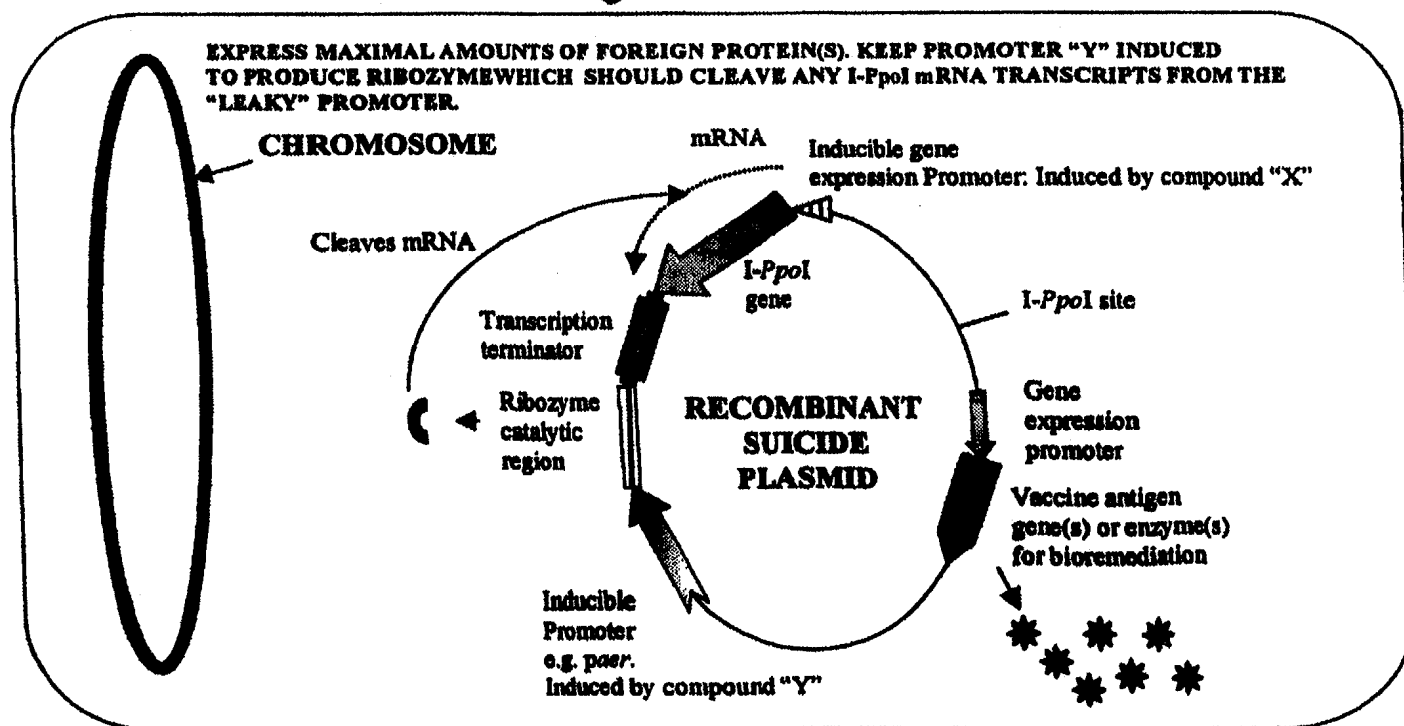 EXPRESS MAXIMAL AMOUNTS OF FOREIGN PROTEIN(S). KEEP PROMOTER "Y" INDUCED
TO PRODUCE RIBOZYMEWHICH SHOULD CLEAVE ANY I-PpoI mRNA TRANSCRIPTS FROM THE
"LEAKY" PROMOTER.
CHROMOSOME
mRNA
Inducible gene
expression Promoter: Induced by compound "X"
Cleaves mRNA
I-PpoI
gene
I-PpoI site
Transcription
terminator
Ribozyme
catalytic
region
RECOMBINANT
SUICIDE
PLASMID
Gene
expression
promoter
Vaccine antigen
gene(s) or enzyme(s)
for bioremediation
Inducible
Promoter
e.g. paer.
Induced by compound "Y"